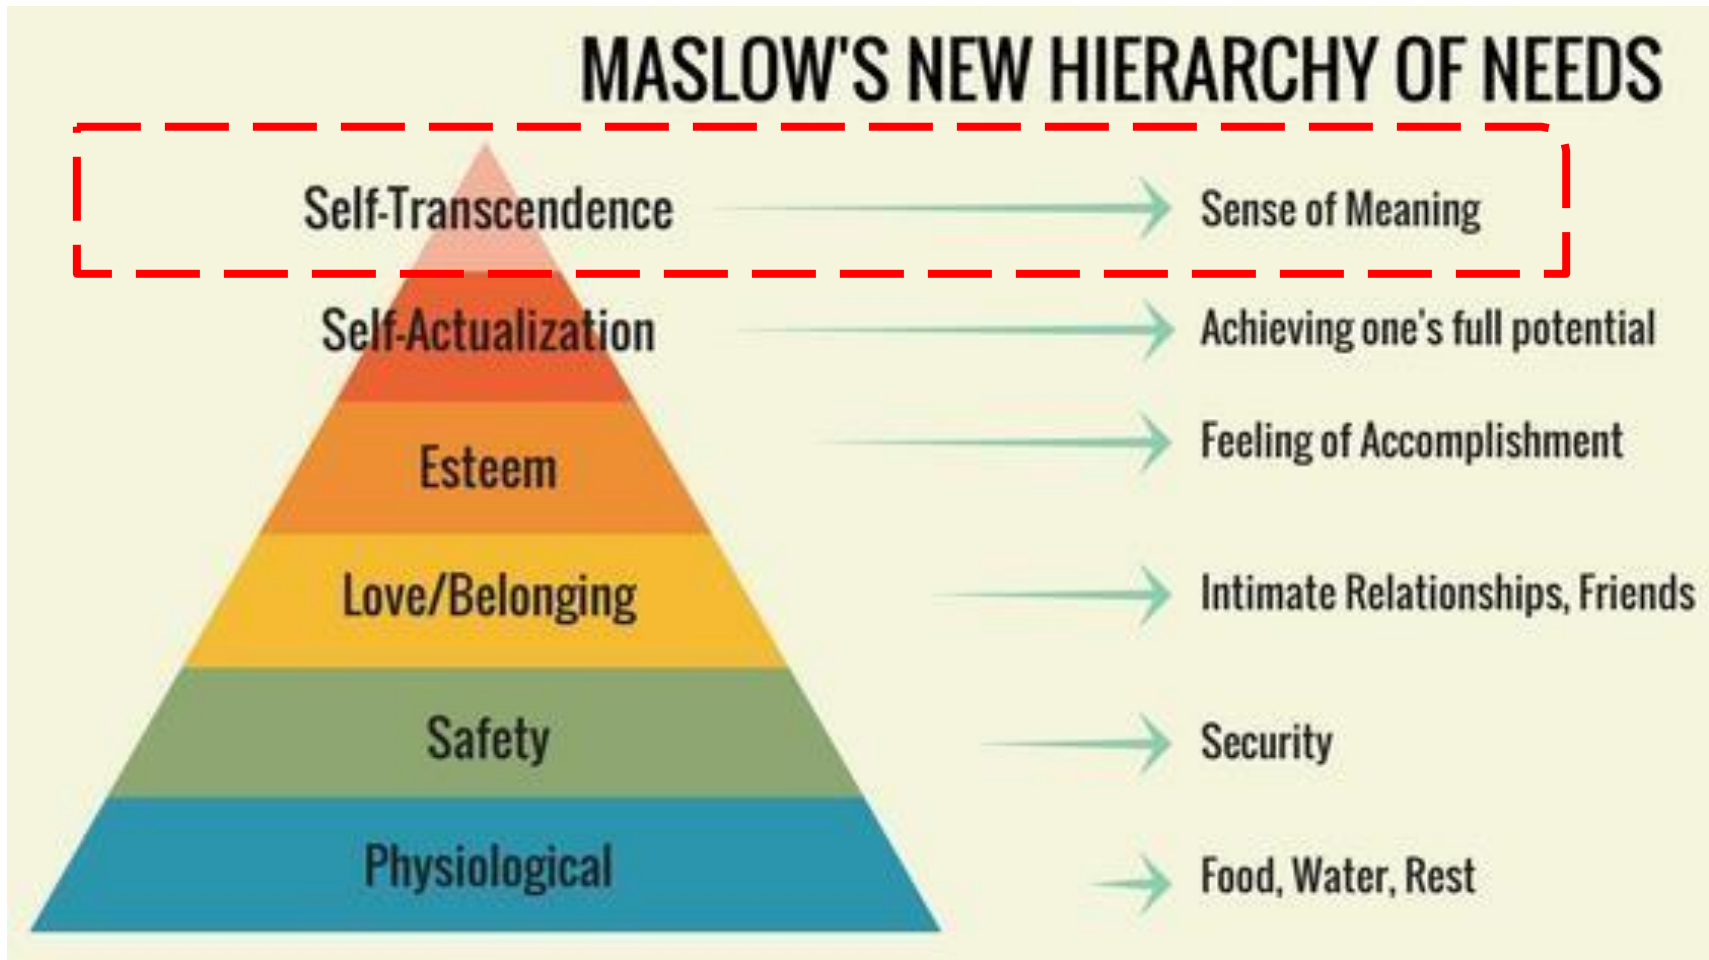 MASLOW'S NEW HIERARCHY OF NEEDS
Self-Transcendence
Sense of Meaning
Self-Actualization
Achieving one's full potential
Esteem
Feeling of Accomplishment
Love/Belonging
Intimate Relationships, Friends
Safety
Security
Physiological
Food, Water, Rest